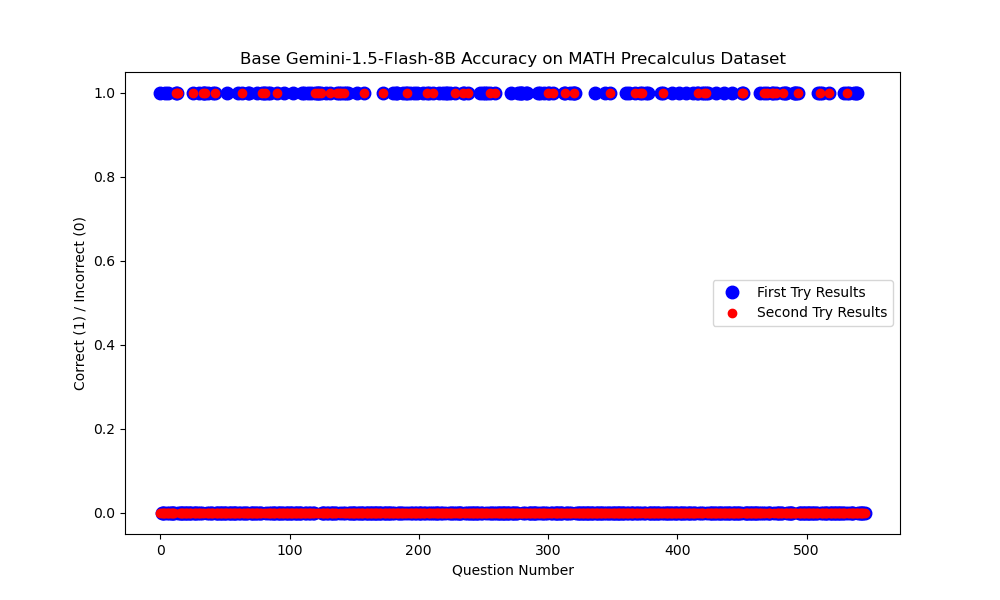 Base Gemini-1.5-Flash-8B Accuracy on MATH Precalculus Dataset
1.0
0.8
0.6
0.4
0.2
0.0
Correct (1) / Incorrect (0)
First Try Results
Second Try Results
0
100
200
300
400
500
Question Number